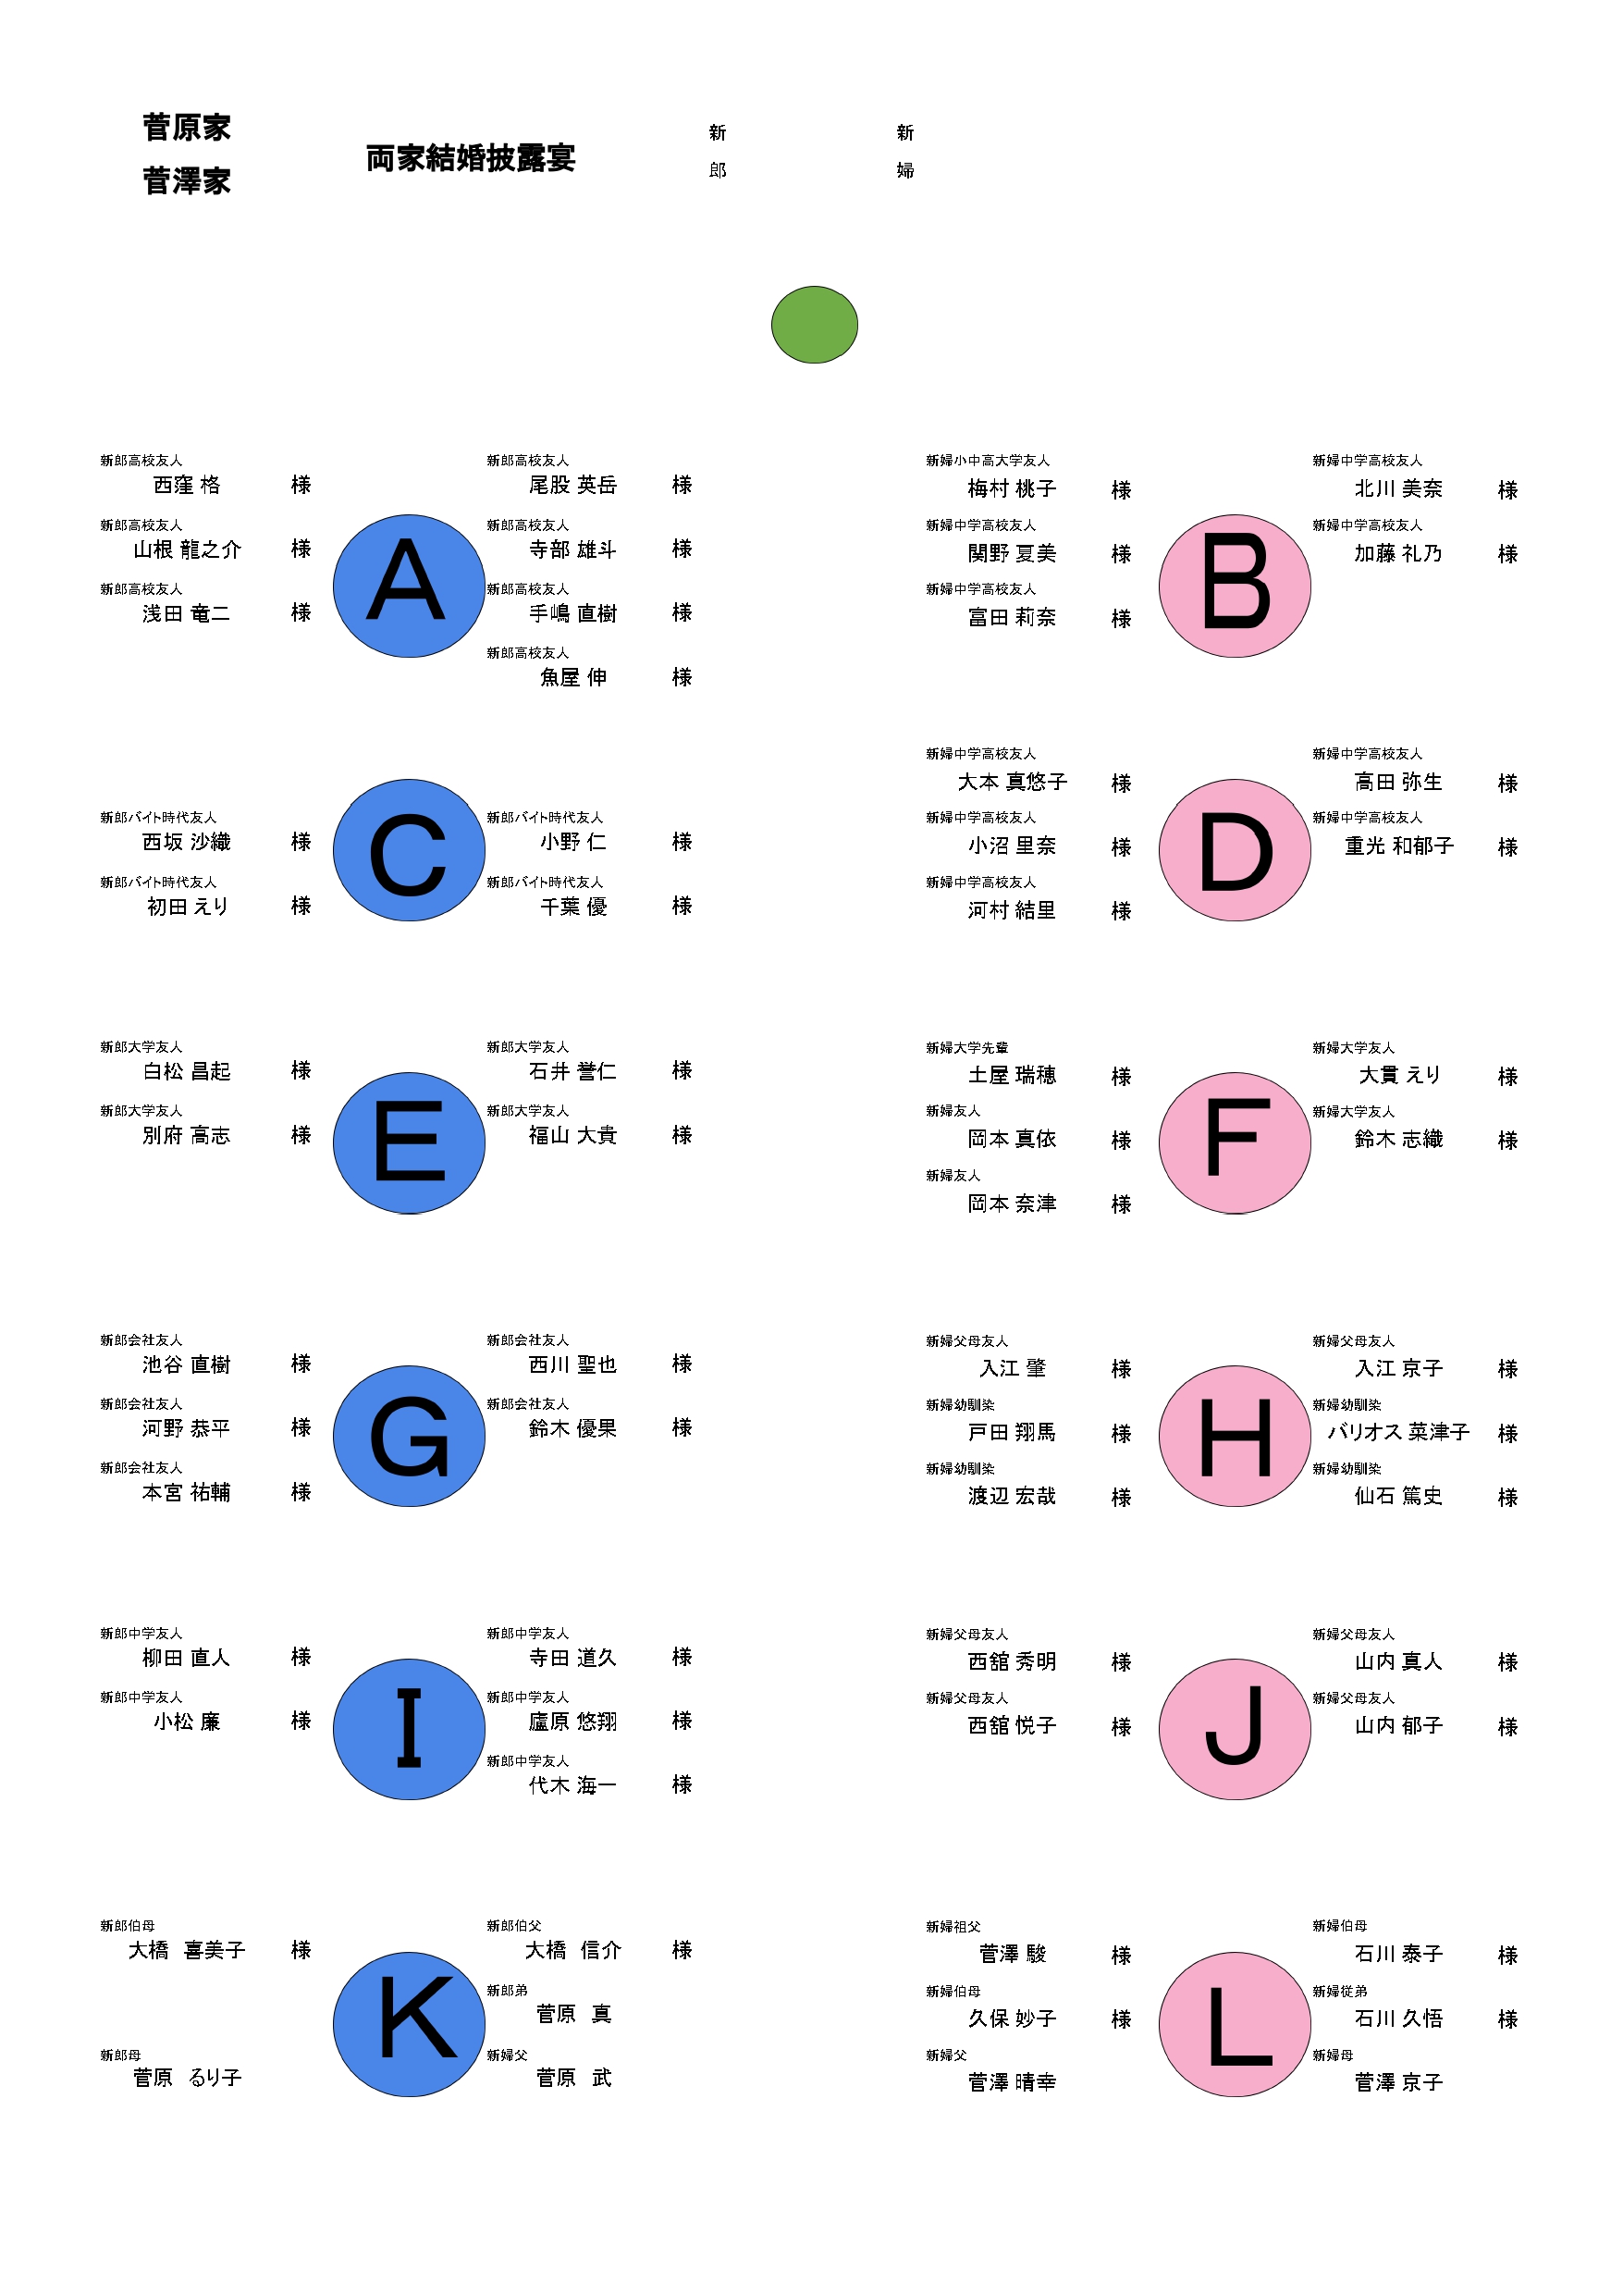 菅原家
菅澤家
両家結婚披露宴
新郎
新婦
新郎高校友人 新郎高校友人
西窪 格 様 尾股 英岳 様
新郎高校友人 新郎高校友人
山根 龍之介 様 寺部 雄斗 様
新郎高校友人 新郎高校友人
浅田 竜二 様 手嶋 直樹 様
新郎高校友人
魚屋 伸 様
A
新婦小中高大学友人 新婦中学高校友人
梅村 桃子 様 北川 美奈 様
新婦中学高校友人 新婦中学高校友人
関野 夏美 様 加藤 礼乃 様
新婦中学高校友人
冨田 莉奈 様
B
新郎バイト時代友人 新郎バイト時代友人
西坂 沙織 様 小野 仁 様
新郎バイト時代友人 新郎バイト時代友人
初田 えり 様 千葉 優 様
C
新婦中学高校友人 新婦中学高校友人
大本 真悠子 様 高田 弥生 様
新婦中学高校友人 新婦中学高校友人
小沼 里奈 様 重光 和郁子 様
新婦中学高校友人
河村 結里 様
D
新郎大学友人 新郎大学友人
白松 昌起 様 石井 誉仁 様
新郎大学友人 新郎大学友人
別府 高志 様 福山 大貴 様
E
新婦大学先輩 新婦大学友人
土屋 瑞穂 様 大貫 えり 様
新婦友人 新婦大学友人
岡本 真依 様 鈴木 志織 様
新婦友人
岡本 奈津 様
F
新郎会社友人 新郎会社友人
池谷 直樹 様 西川 聖也 様
新郎会社友人 新郎会社友人
河野 恭平 様 鈴木 優果 様
新郎会社友人
本宮 祐輔 様
G
新婦父母友人 新婦父母友人
入江 肇 様 入江 京子 様
新婦幼馴染 新婦幼馴染
戸田 翔馬 様 バリオス 菜津子 様
新婦幼馴染 新婦幼馴染
渡辺 宏哉 様 仙石 篤史 様
H
新郎中学友人 新郎中学友人
柳田 直人 様 寺田 道久 様
新郎中学友人 新郎中学友人
小松 廉 様 廬原 悠翔 様
新郎中学友人
代木 海一 様
I
新婦父母友人 新婦父母友人
西舘 秀明 様 山内 真人 様
新婦父母友人 新婦父母友人
西舘 悦子 様 山内 郁子 様
J
新郎伯母 新郎伯父
大橋 喜美子 様 大橋 信介 様
新郎弟
菅原 真
新郎母 新婦父
菅原 るり子 菅原 武
K
新婦祖父 新婦伯母
菅澤 駿 様 石川 泰子 様
新婦伯母 新婦従弟
久保 妙子 様 石川 久悟 様
新婦父 新婦母
菅澤 晴幸 菅澤 京子
L